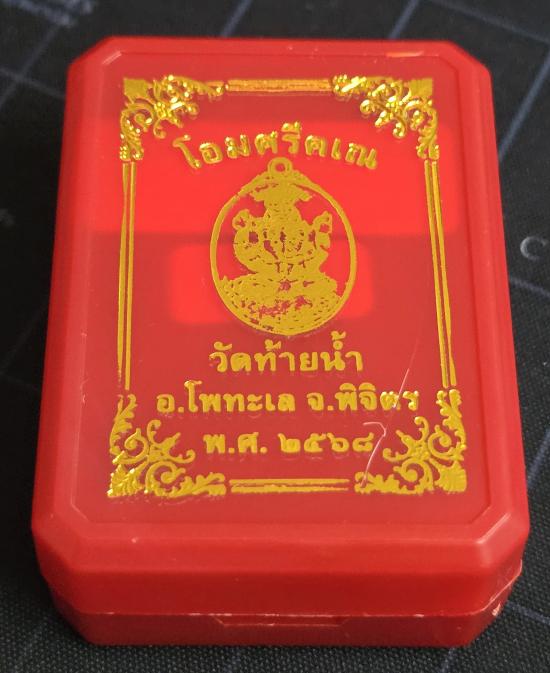 โอมศรีคเณ
วัดท้ายน้ำ
อ.โพทะเล จ.พิจิตร
พ.ศ. ๒๕๖๘